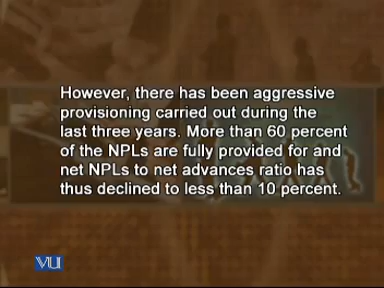 However, there has been aggressive
provisioning carried out during the
last three years. More than 60 percent
of the NPLs are fully provided for and
net NPLs to net advances ratio has
thus declined to less than 10 percent.
VU